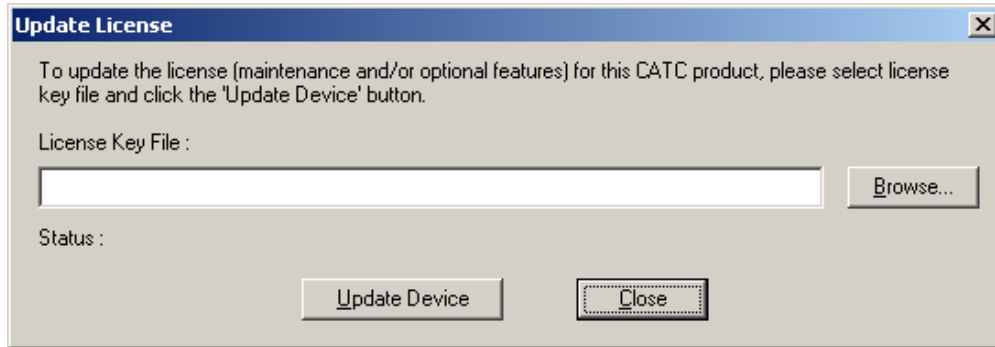 Update License
To update the license (maintenance and/or optional features) for this CATC product, please select license
key file and click the 'Update Device' button.
License Key File :
Browse...
Status :
Update Device
Close